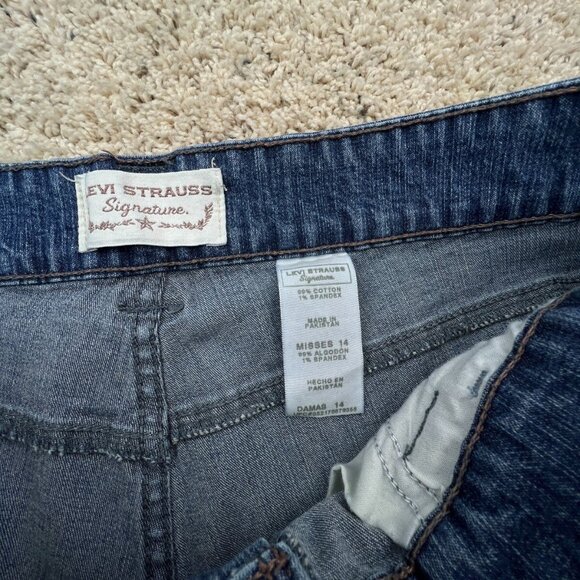 EVI STRAUSS
Signature.
LEVI STRAUSS
Signature.
99% COTTON
1% SPANDEX
MADE IN
PAKISTAN
MISSES 14
99% ALGODON
1% SPANDEX
HECHO EN
PAKISTAN
DAMAS 14